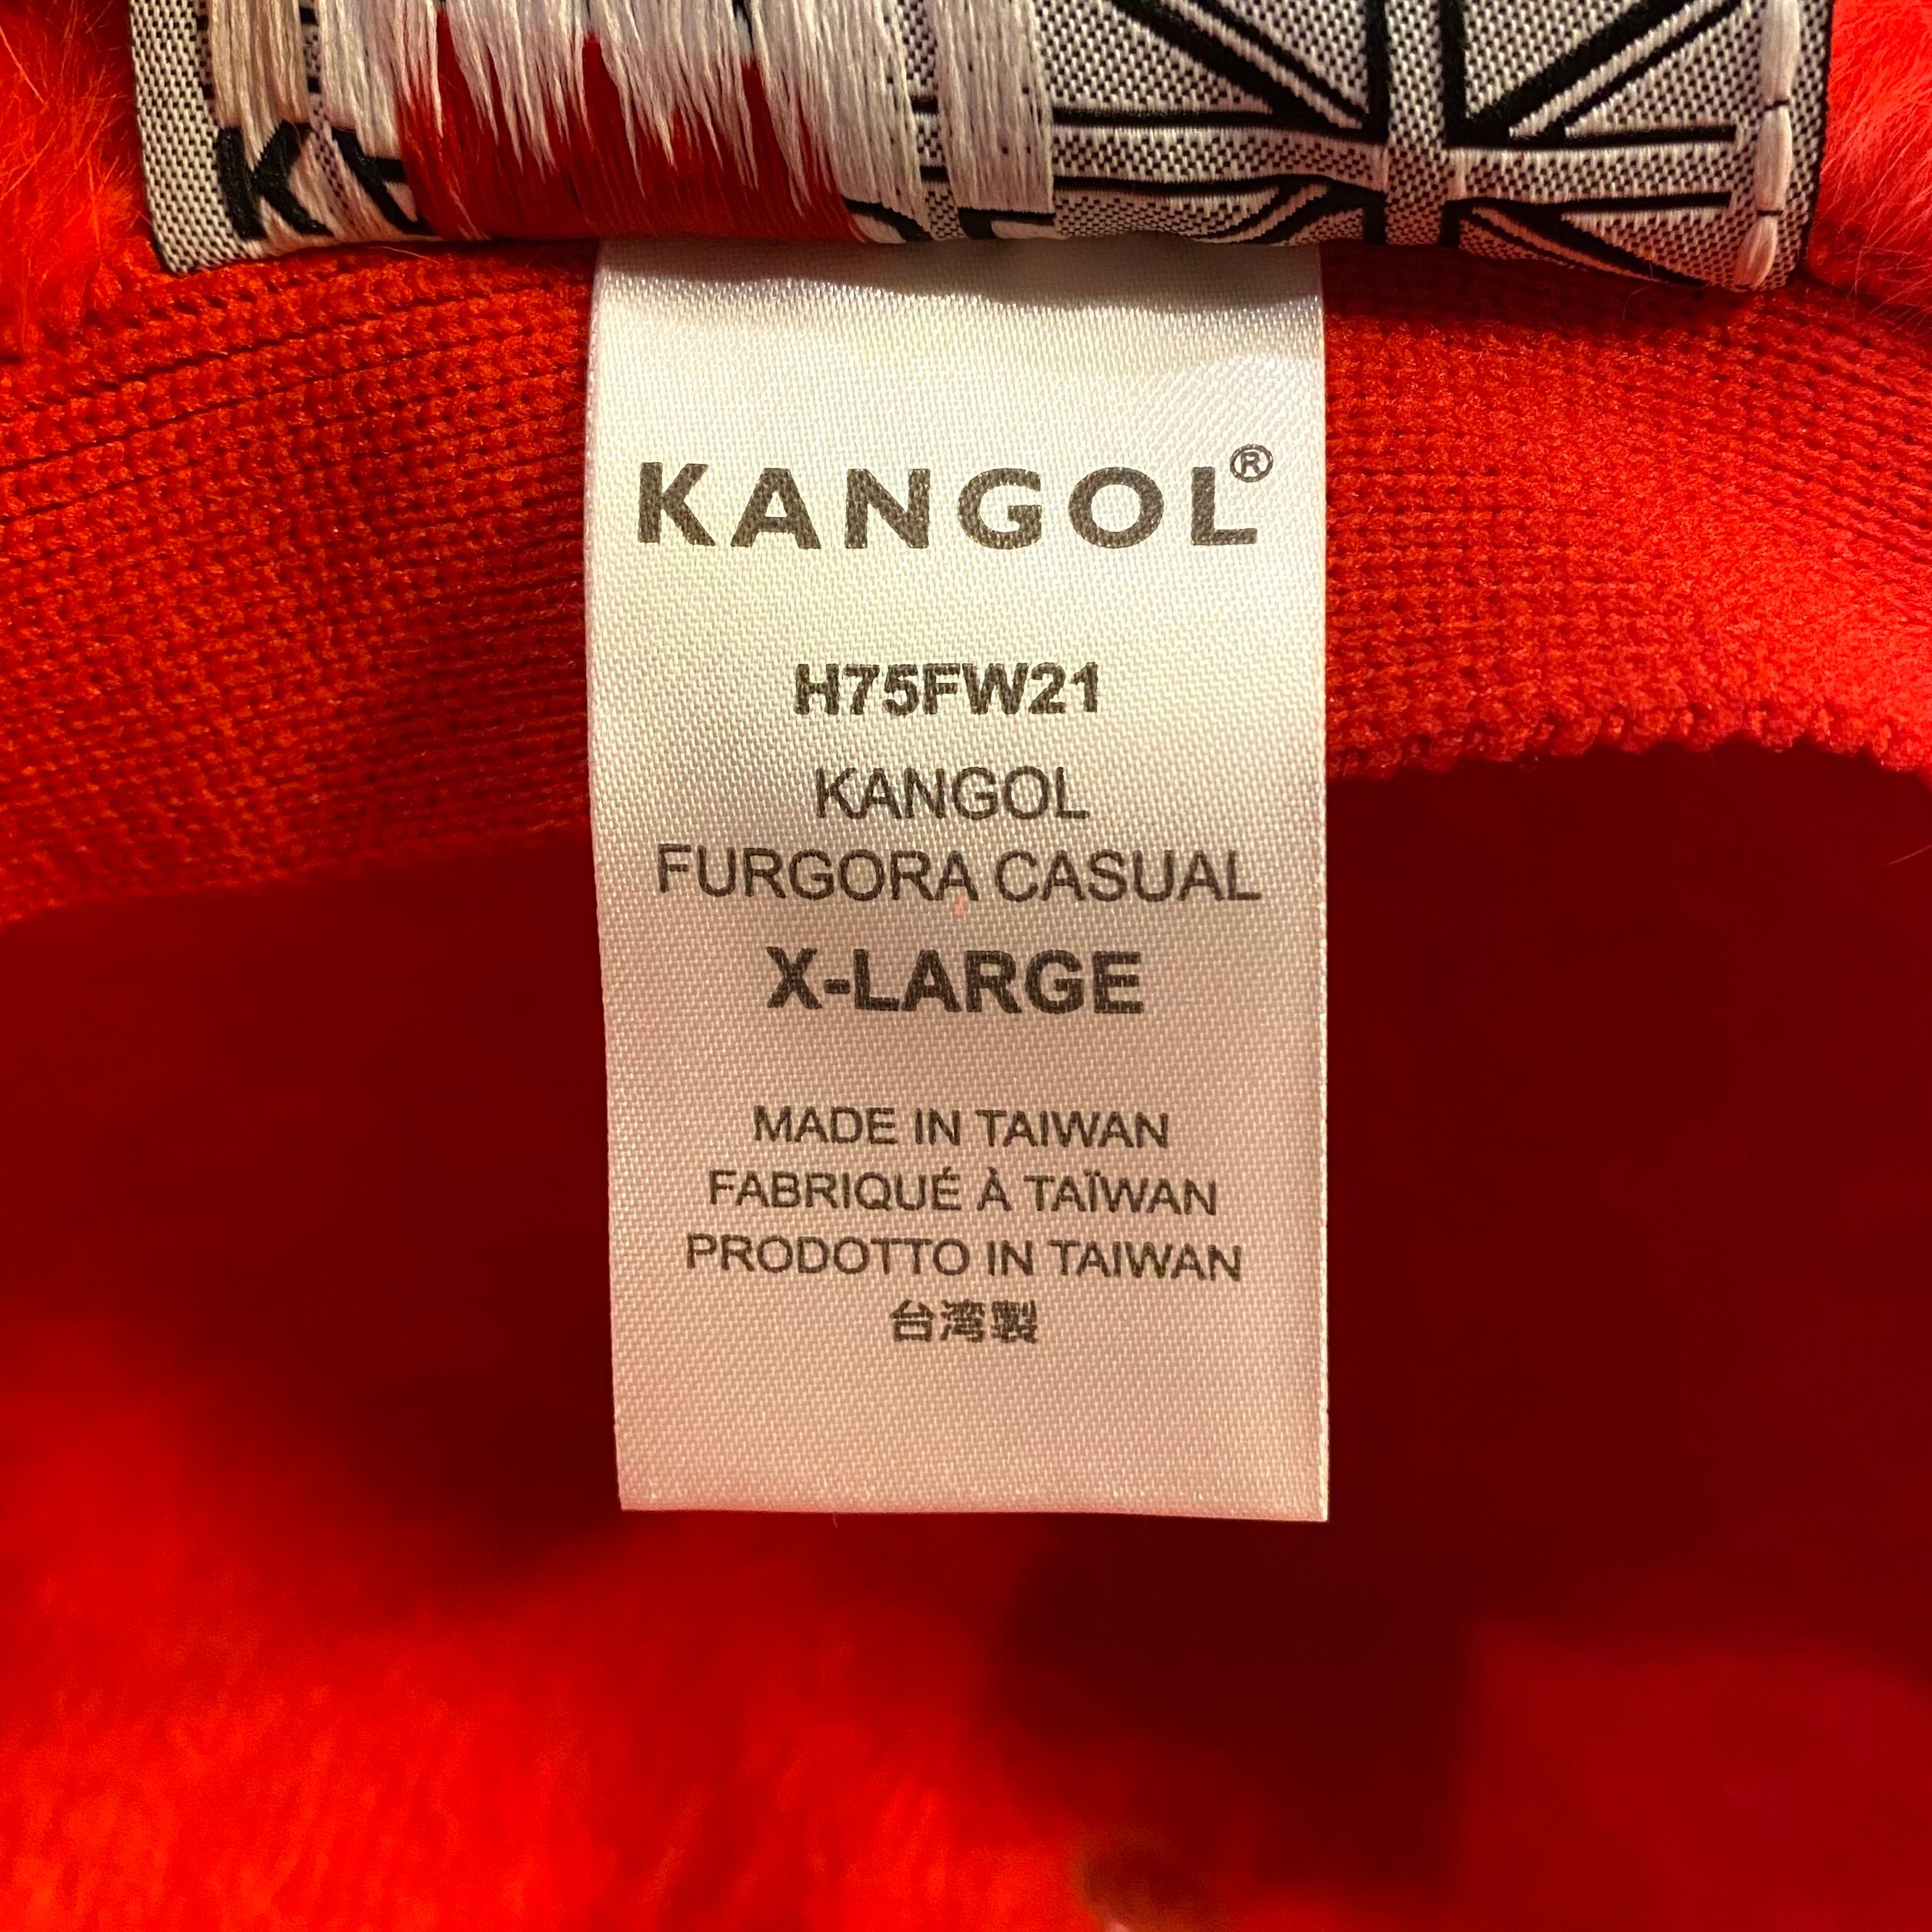 KANGOL®
H75FW21
KANGOL
FURGORA CASUAL
X-LARGE
MADE IN TAIWAN
FABRIQUÉ À TAÏWAN
PRODOTTO IN TAIWAN
台湾製